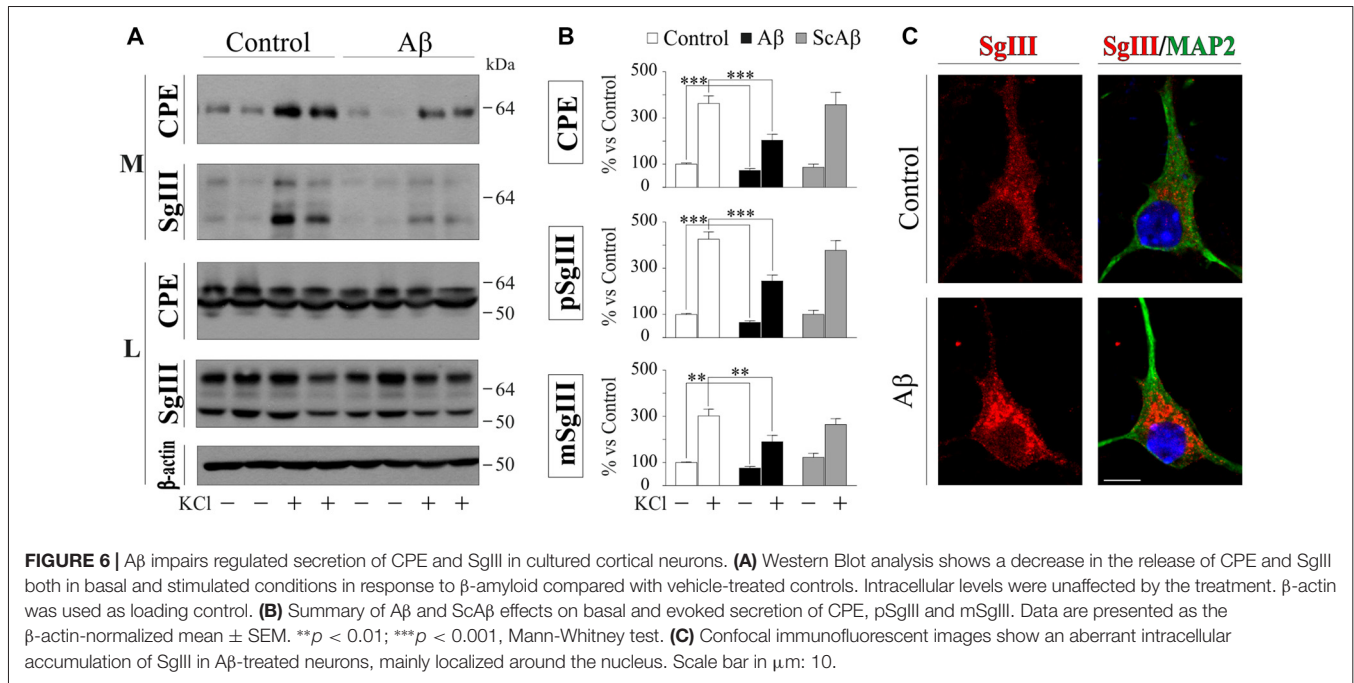 A
Control Aβ
kDa
M
CPE
64
SgIII
64
L
CPE
64
50
SgIII
64
50
β-actin
50
KCl − − + + − − + +
B
Control Aβ ScAβ
CPE
% vs Control
500
300
100
0
*** ***
pSgIII
% vs Control
500
300
100
0
*** ***
mSgIII
% vs Control
500
300
100
0
** **
− + − + − +
C
SgIII SgIII/MAP2
Control
Aβ
FIGURE 6 | Aβ impairs regulated secretion of CPE and SgIII in cultured cortical neurons. (A) Western Blot analysis shows a decrease in the release of CPE and SgIII
both in basal and stimulated conditions in response to β-amyloid compared with vehicle-treated controls. Intracellular levels were unaffected by the treatment. β-actin
was used as loading control. (B) Summary of Aβ and ScAβ effects on basal and evoked secretion of CPE, pSgIII and mSgIII. Data are presented as the
β-actin-normalized mean ± SEM. **p < 0.01; ***p < 0.001, Mann-Whitney test. (C) Confocal immunofluorescent images show an aberrant intracellular
accumulation of SgIII in Aβ-treated neurons, mainly localized around the nucleus. Scale bar in μm: 10.